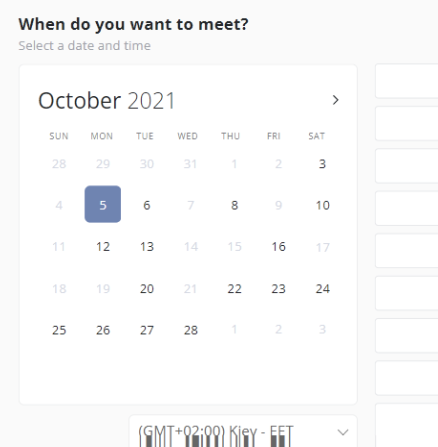 When do you want to meet?
Select a date and time
October 2021
SUN MON TUE WED THU FRI SAT
28 29 30 31 1 2 3
4 5 6 7 8 9 10
11 12 13 14 15 16 17
18 19 20 21 22 23 24
25 26 27 28 1 2 3
(GMT+02:00) Kiev - EET